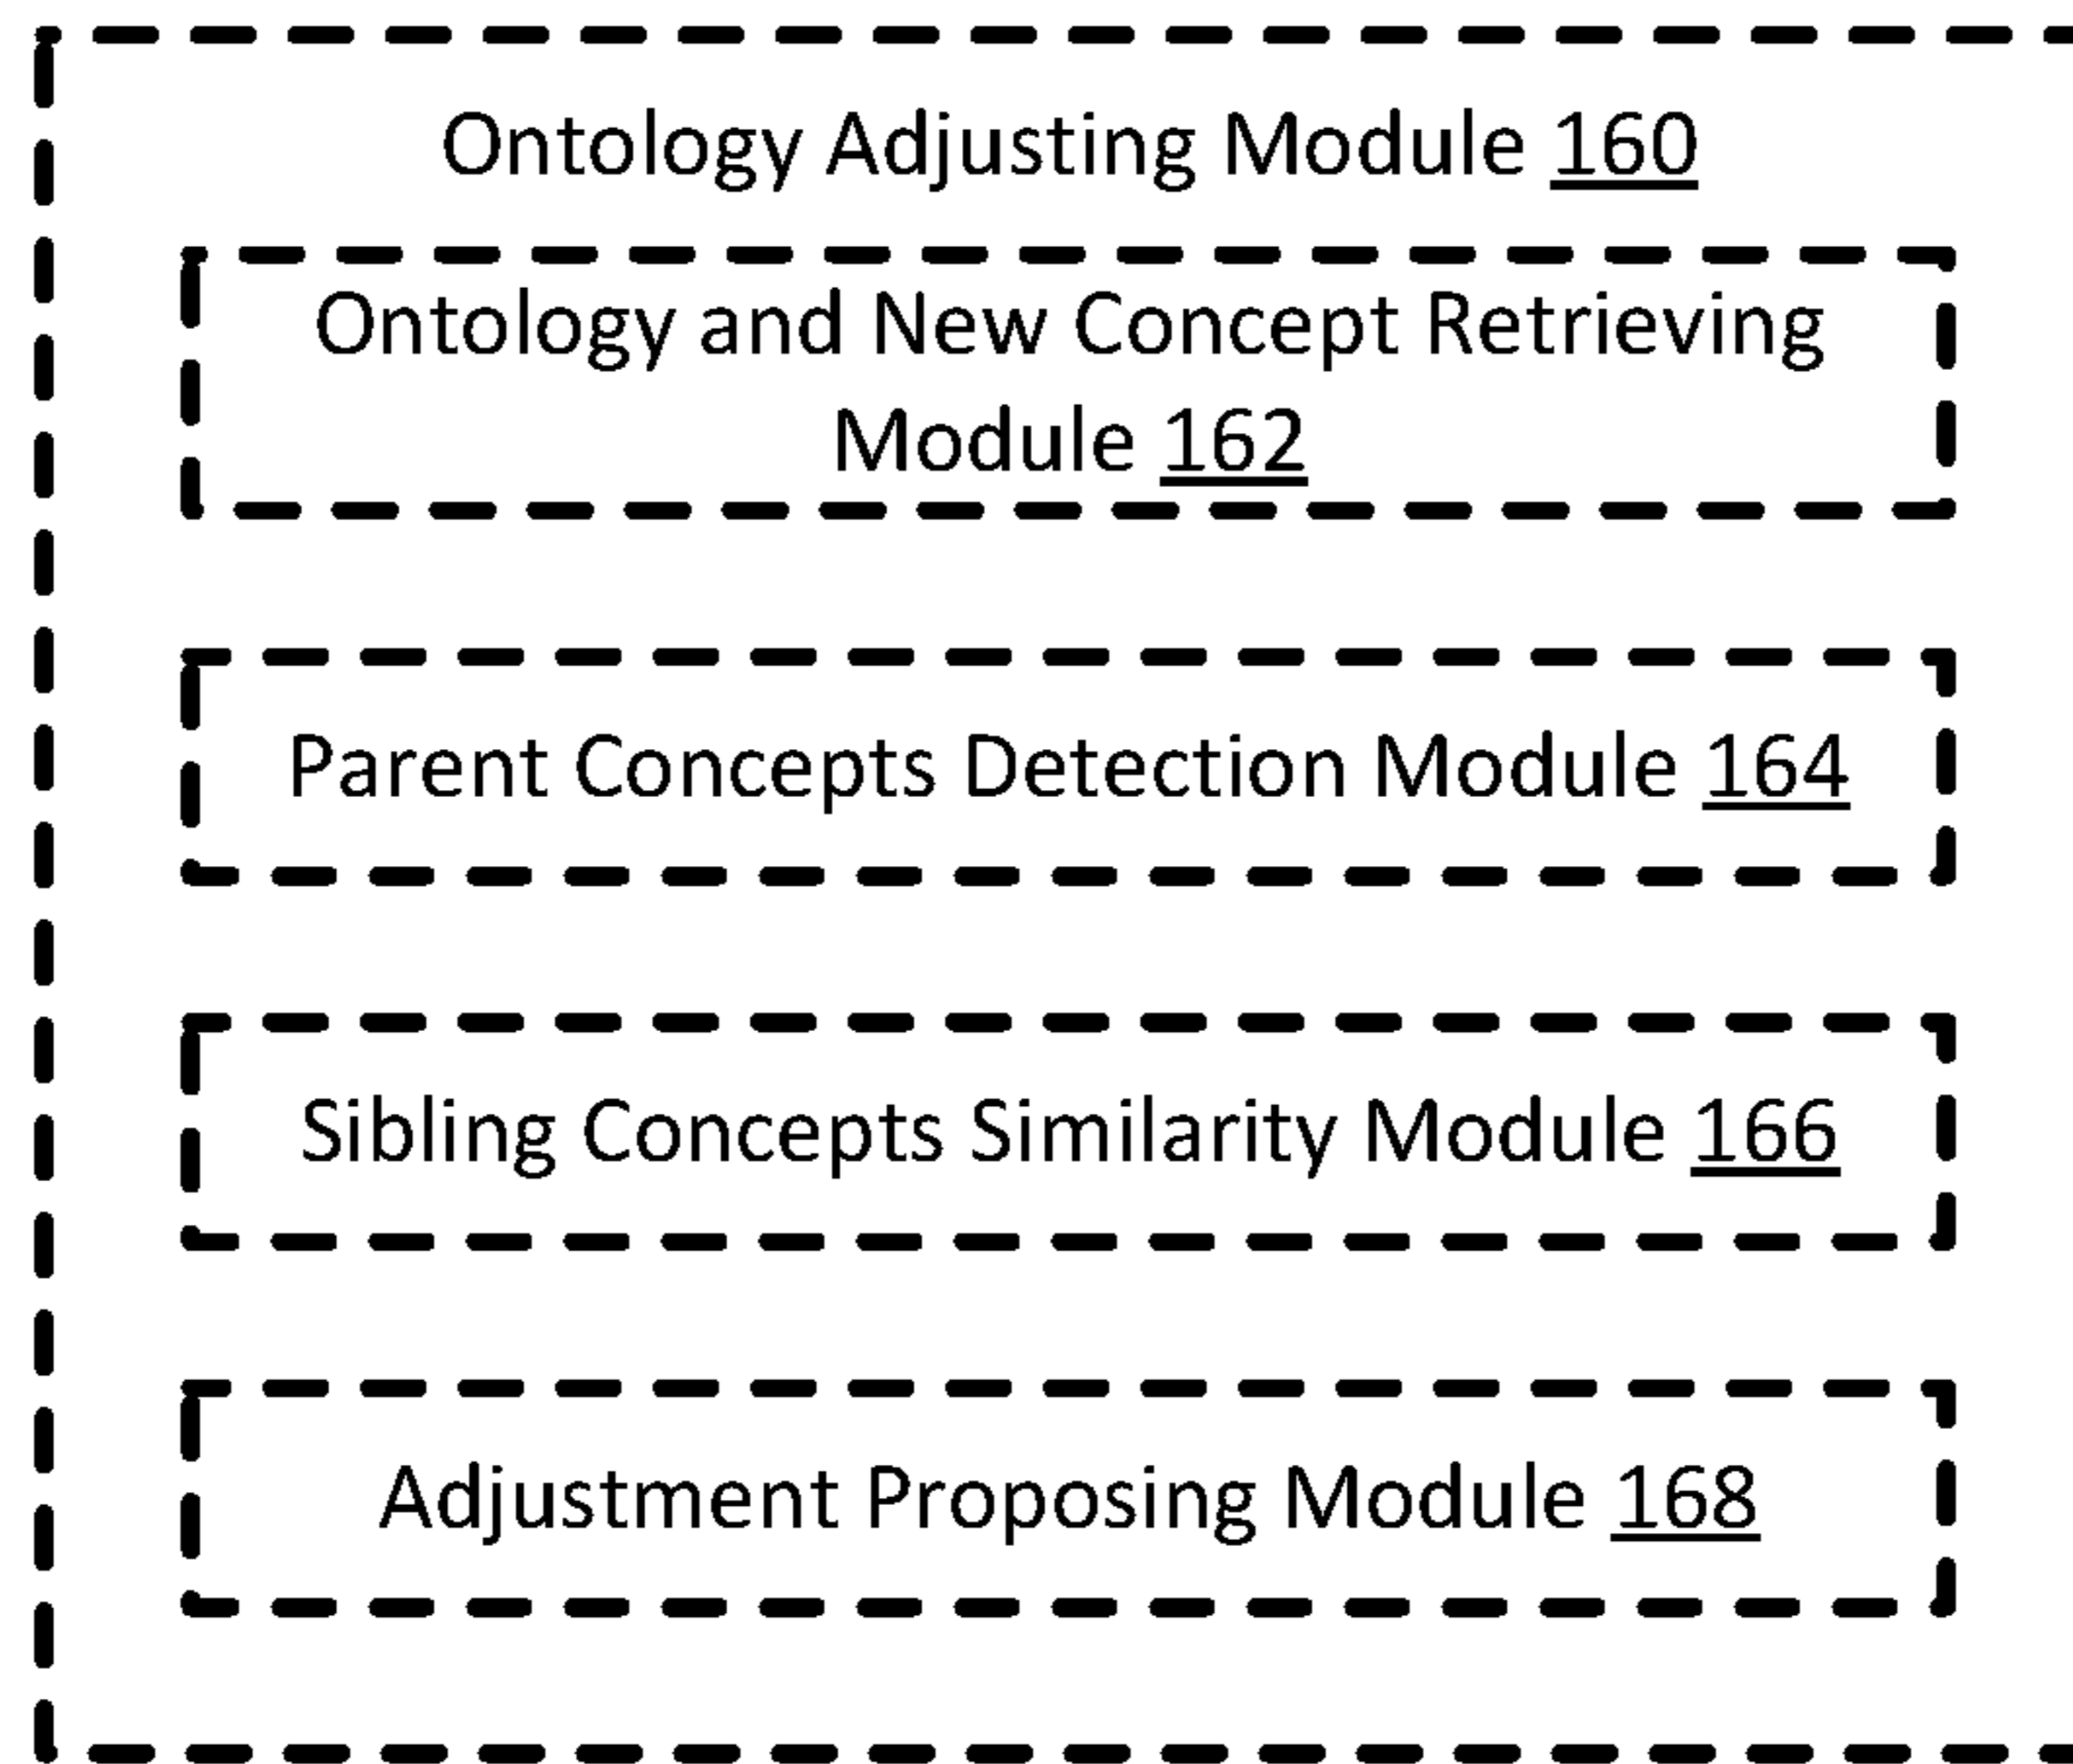 Ontology Adjusting Module 160
Ontology and New Concept Retrieving
Module 162
Parent Concepts Detection Module 164
Sibling Concepts Similarity Module 166
Adjustment Proposing Module 168